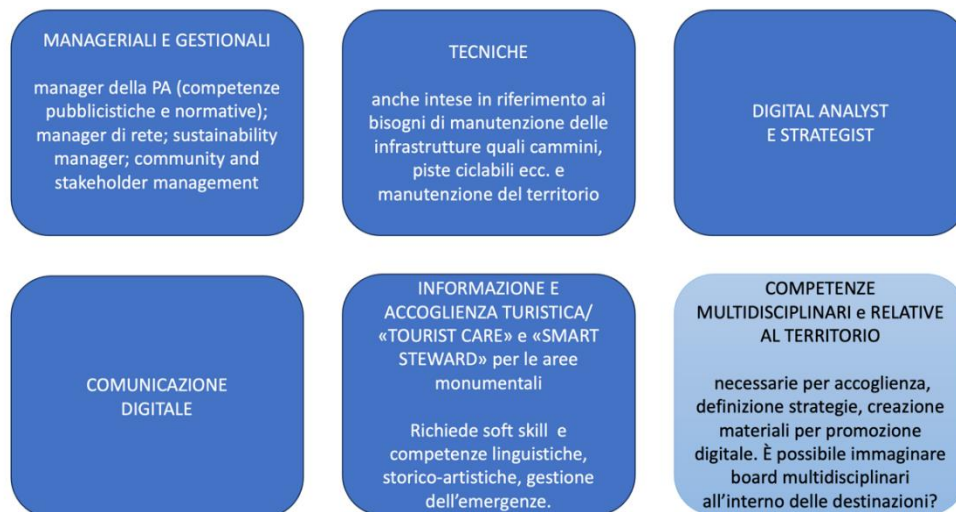 MANAGERIALI E GESTIONALI
manager della PA (competenze
pubblicistiche e normative);
manager di rete; sustainability
manager; community and
stakeholder management
TECNICHE
anche intese in riferimento ai
bisogni di manutenzione delle
infrastrutture quali cammini,
piste ciclabili ecc. e
manutenzione del territorio
DIGITAL ANALYST
E STRATEGIST
COMUNICAZIONE
DIGITALE
INFORMAZIONE E
ACCOGLIENZA TURISTICA/
«TOURIST CARE» e «SMART
STEWARD» per le aree
monumentali
Richiede soft skill e
competenze linguistiche,
storico-artistiche, gestione
dell’emergenze.
COMPETENZE
MULTIDISCIPLINARI e RELATIVE
AL TERRITORIO
necessarie per accoglienza,
definizione strategie, creazione
materiali per promozione
digitale. È possibile immaginare
board multidisciplinari
all’interno delle destinazioni?